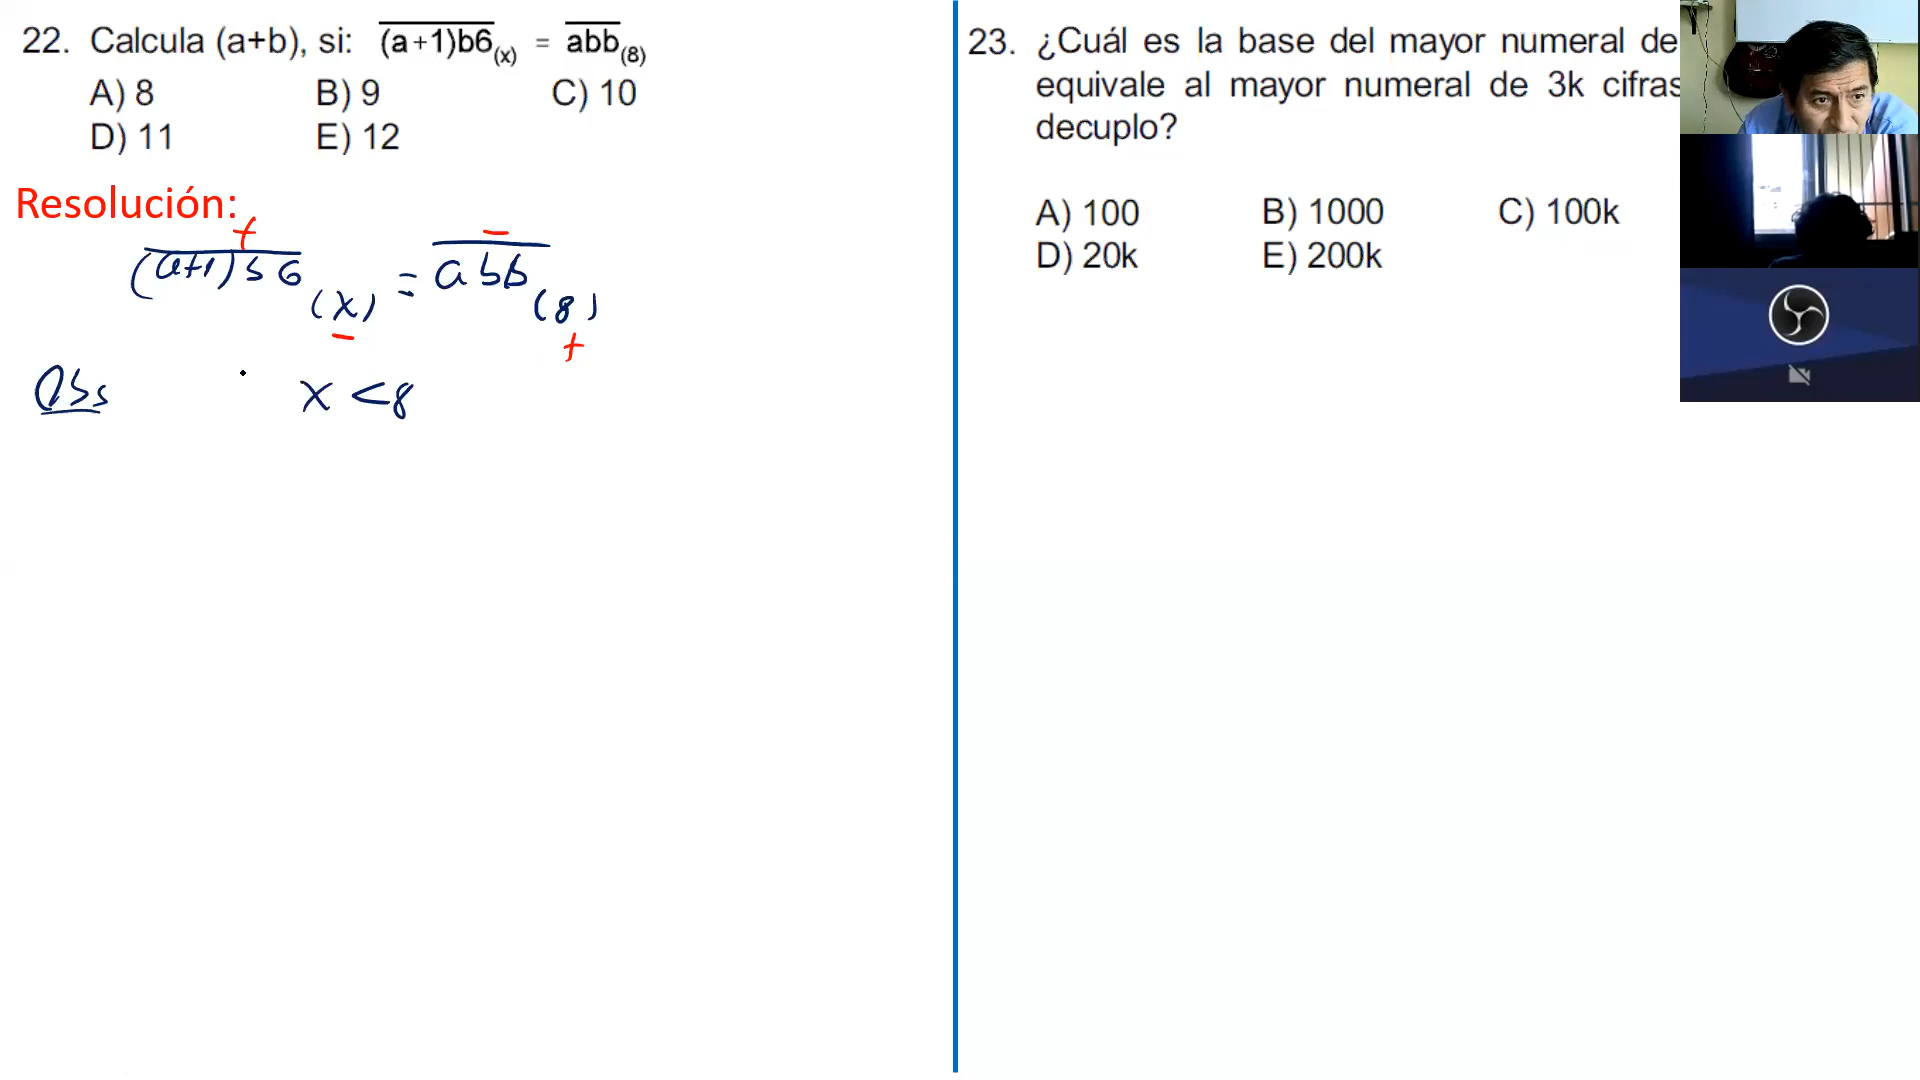 22. Calcula (a+b), si: (a+1)b6(x) = abb(8)
A) 8 B) 9 C) 10
D) 11 E) 12
Resolución:
+ −
(a+1)b6(x) = abb(8)
− +
Obs x < 8
23. ¿Cuál es la base del mayor numeral de
equivale al mayor numeral de 3k cifras
decuplo?
A) 100 B) 1000 C) 100k
D) 20k E) 200k